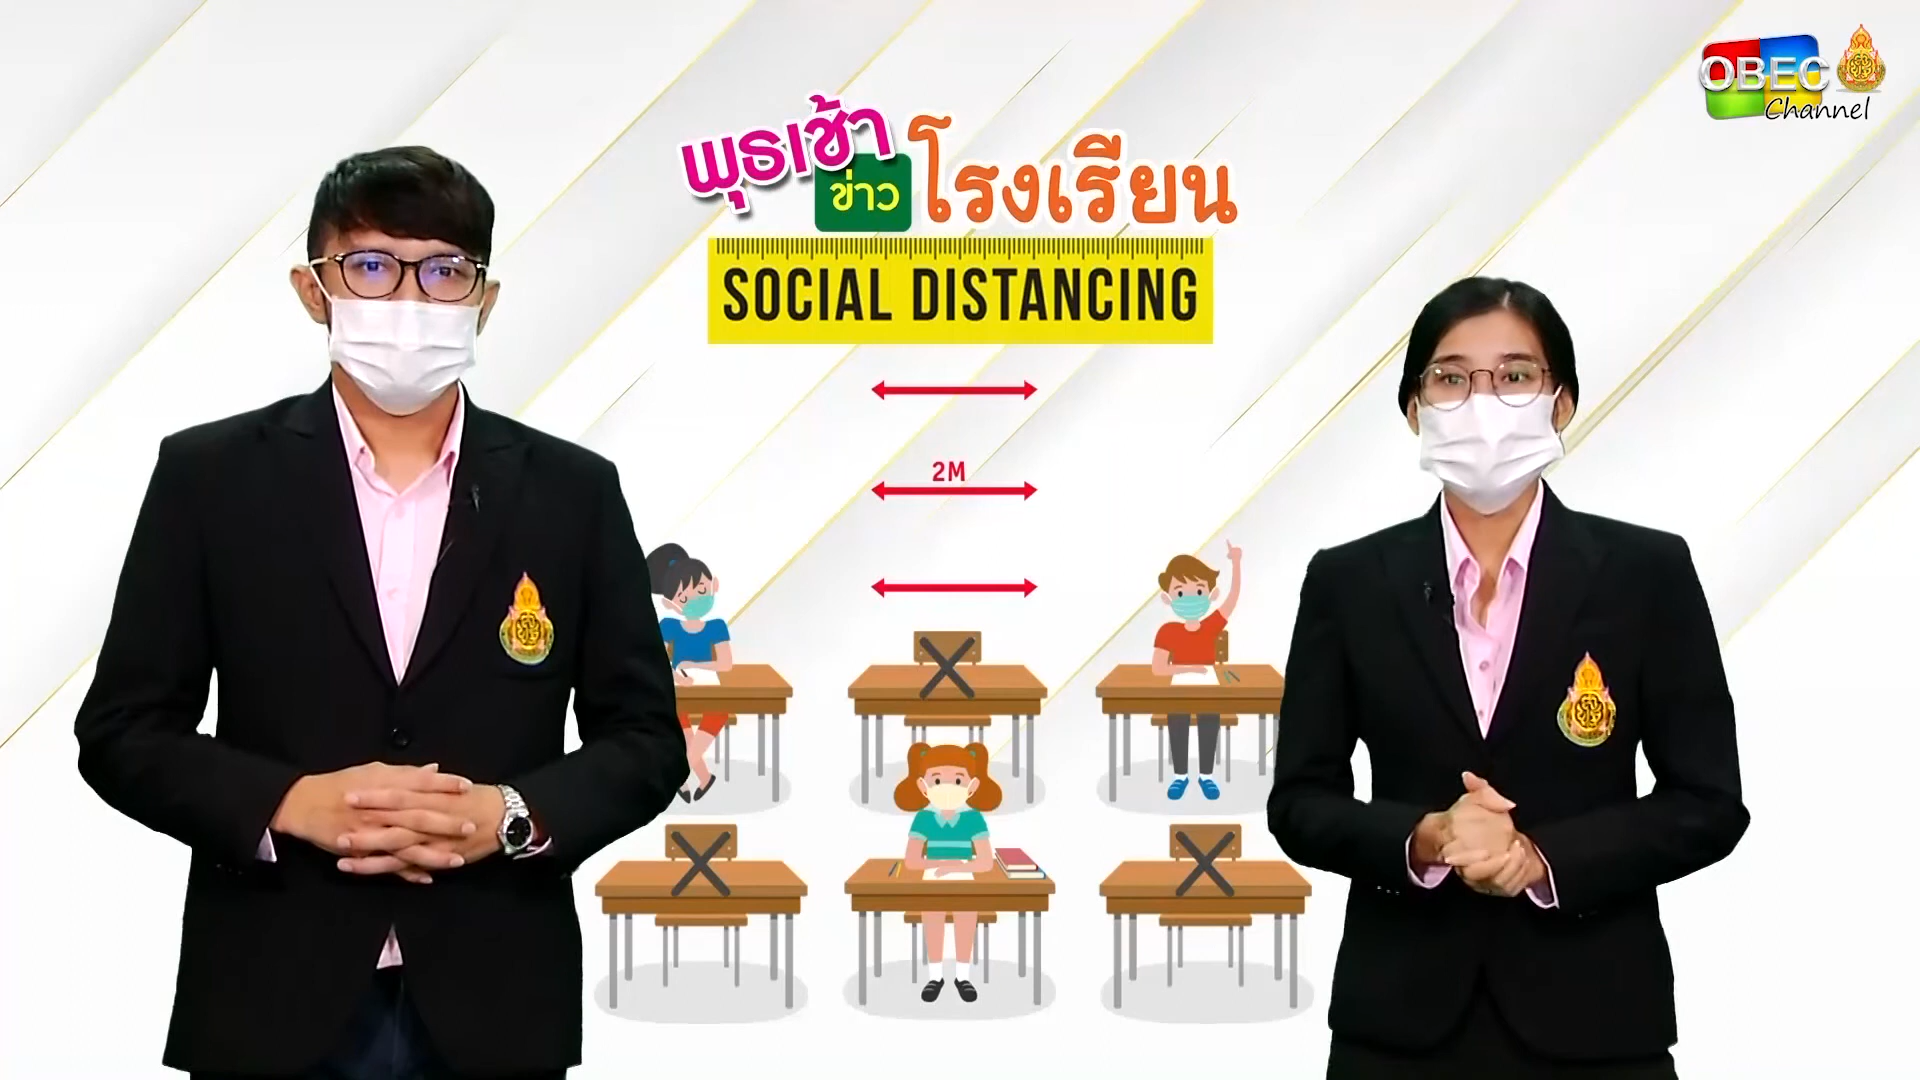 OBEC
Channel
พุธเช้า
ข่าว
โรงเรียน
SOCIAL DISTANCING
2M